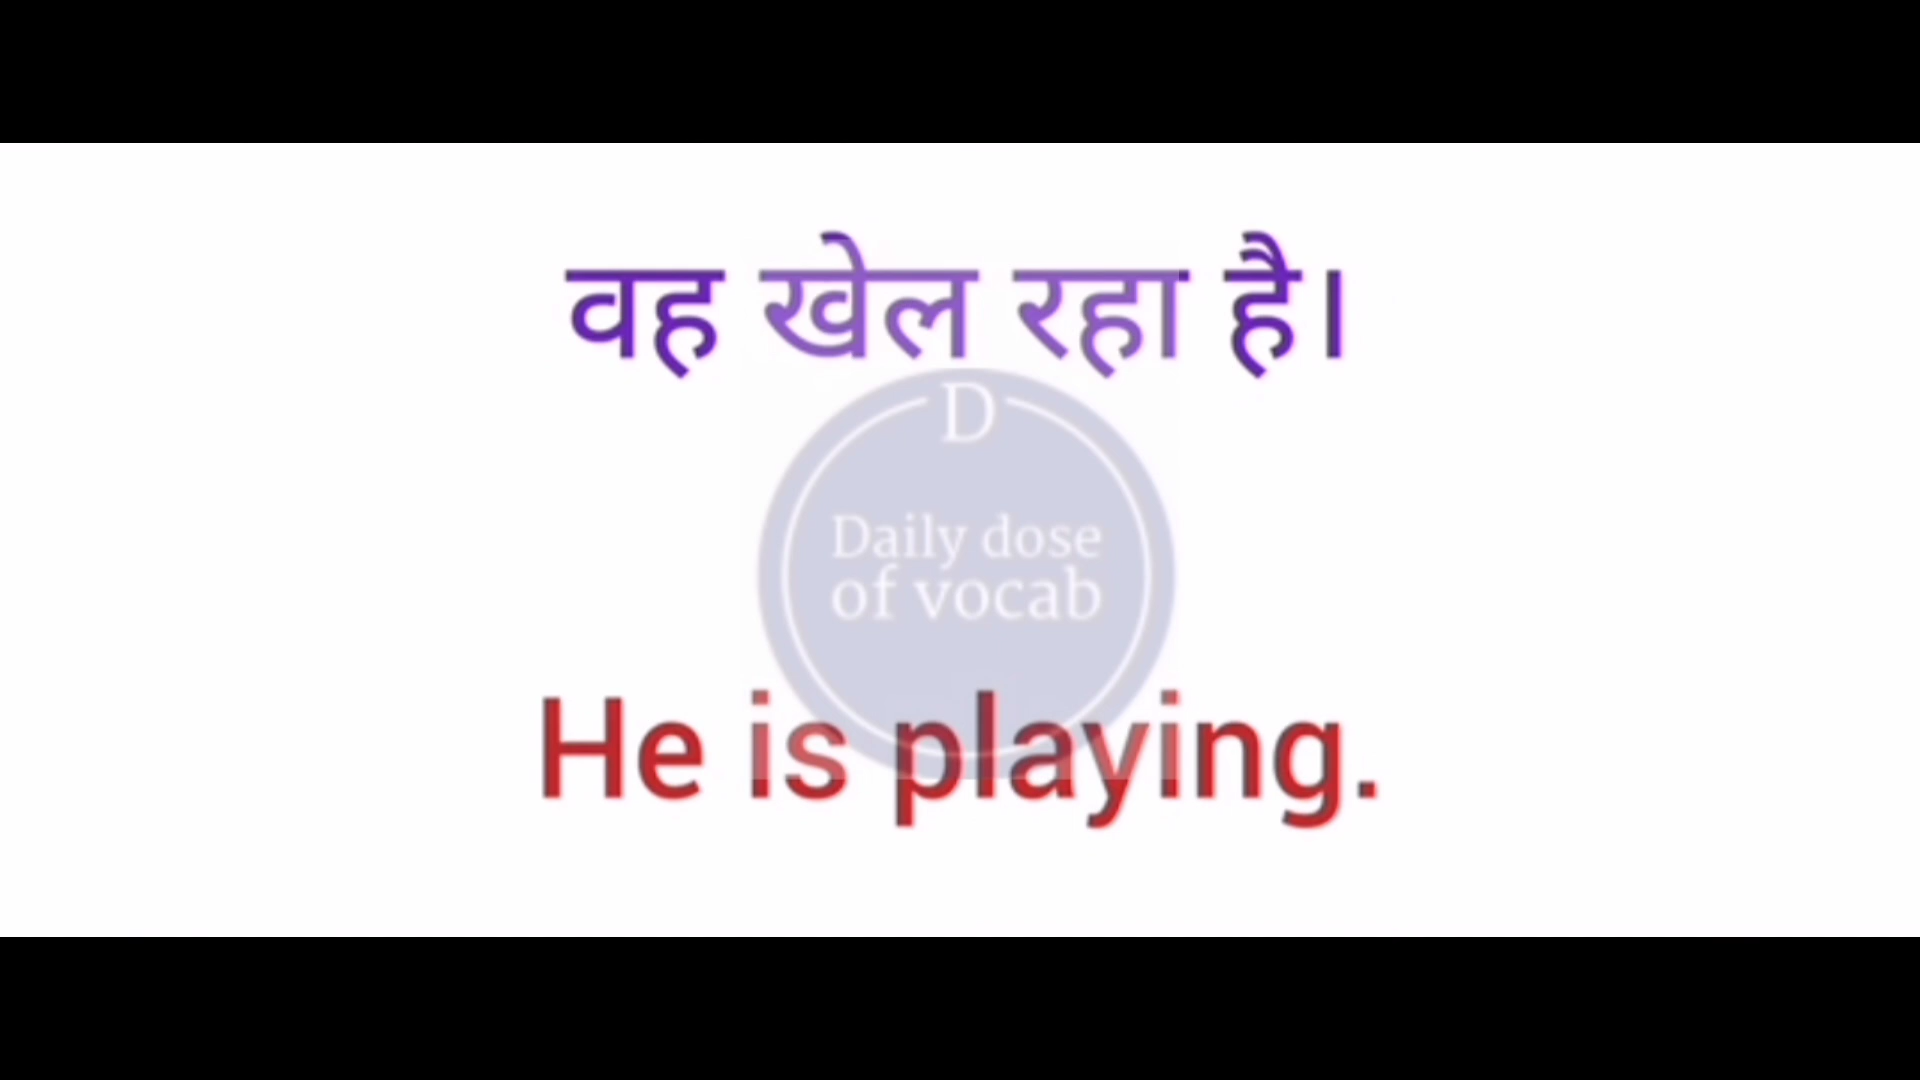 वह खेल रहा है।
D
Daily dose
of vocab
He is playing.